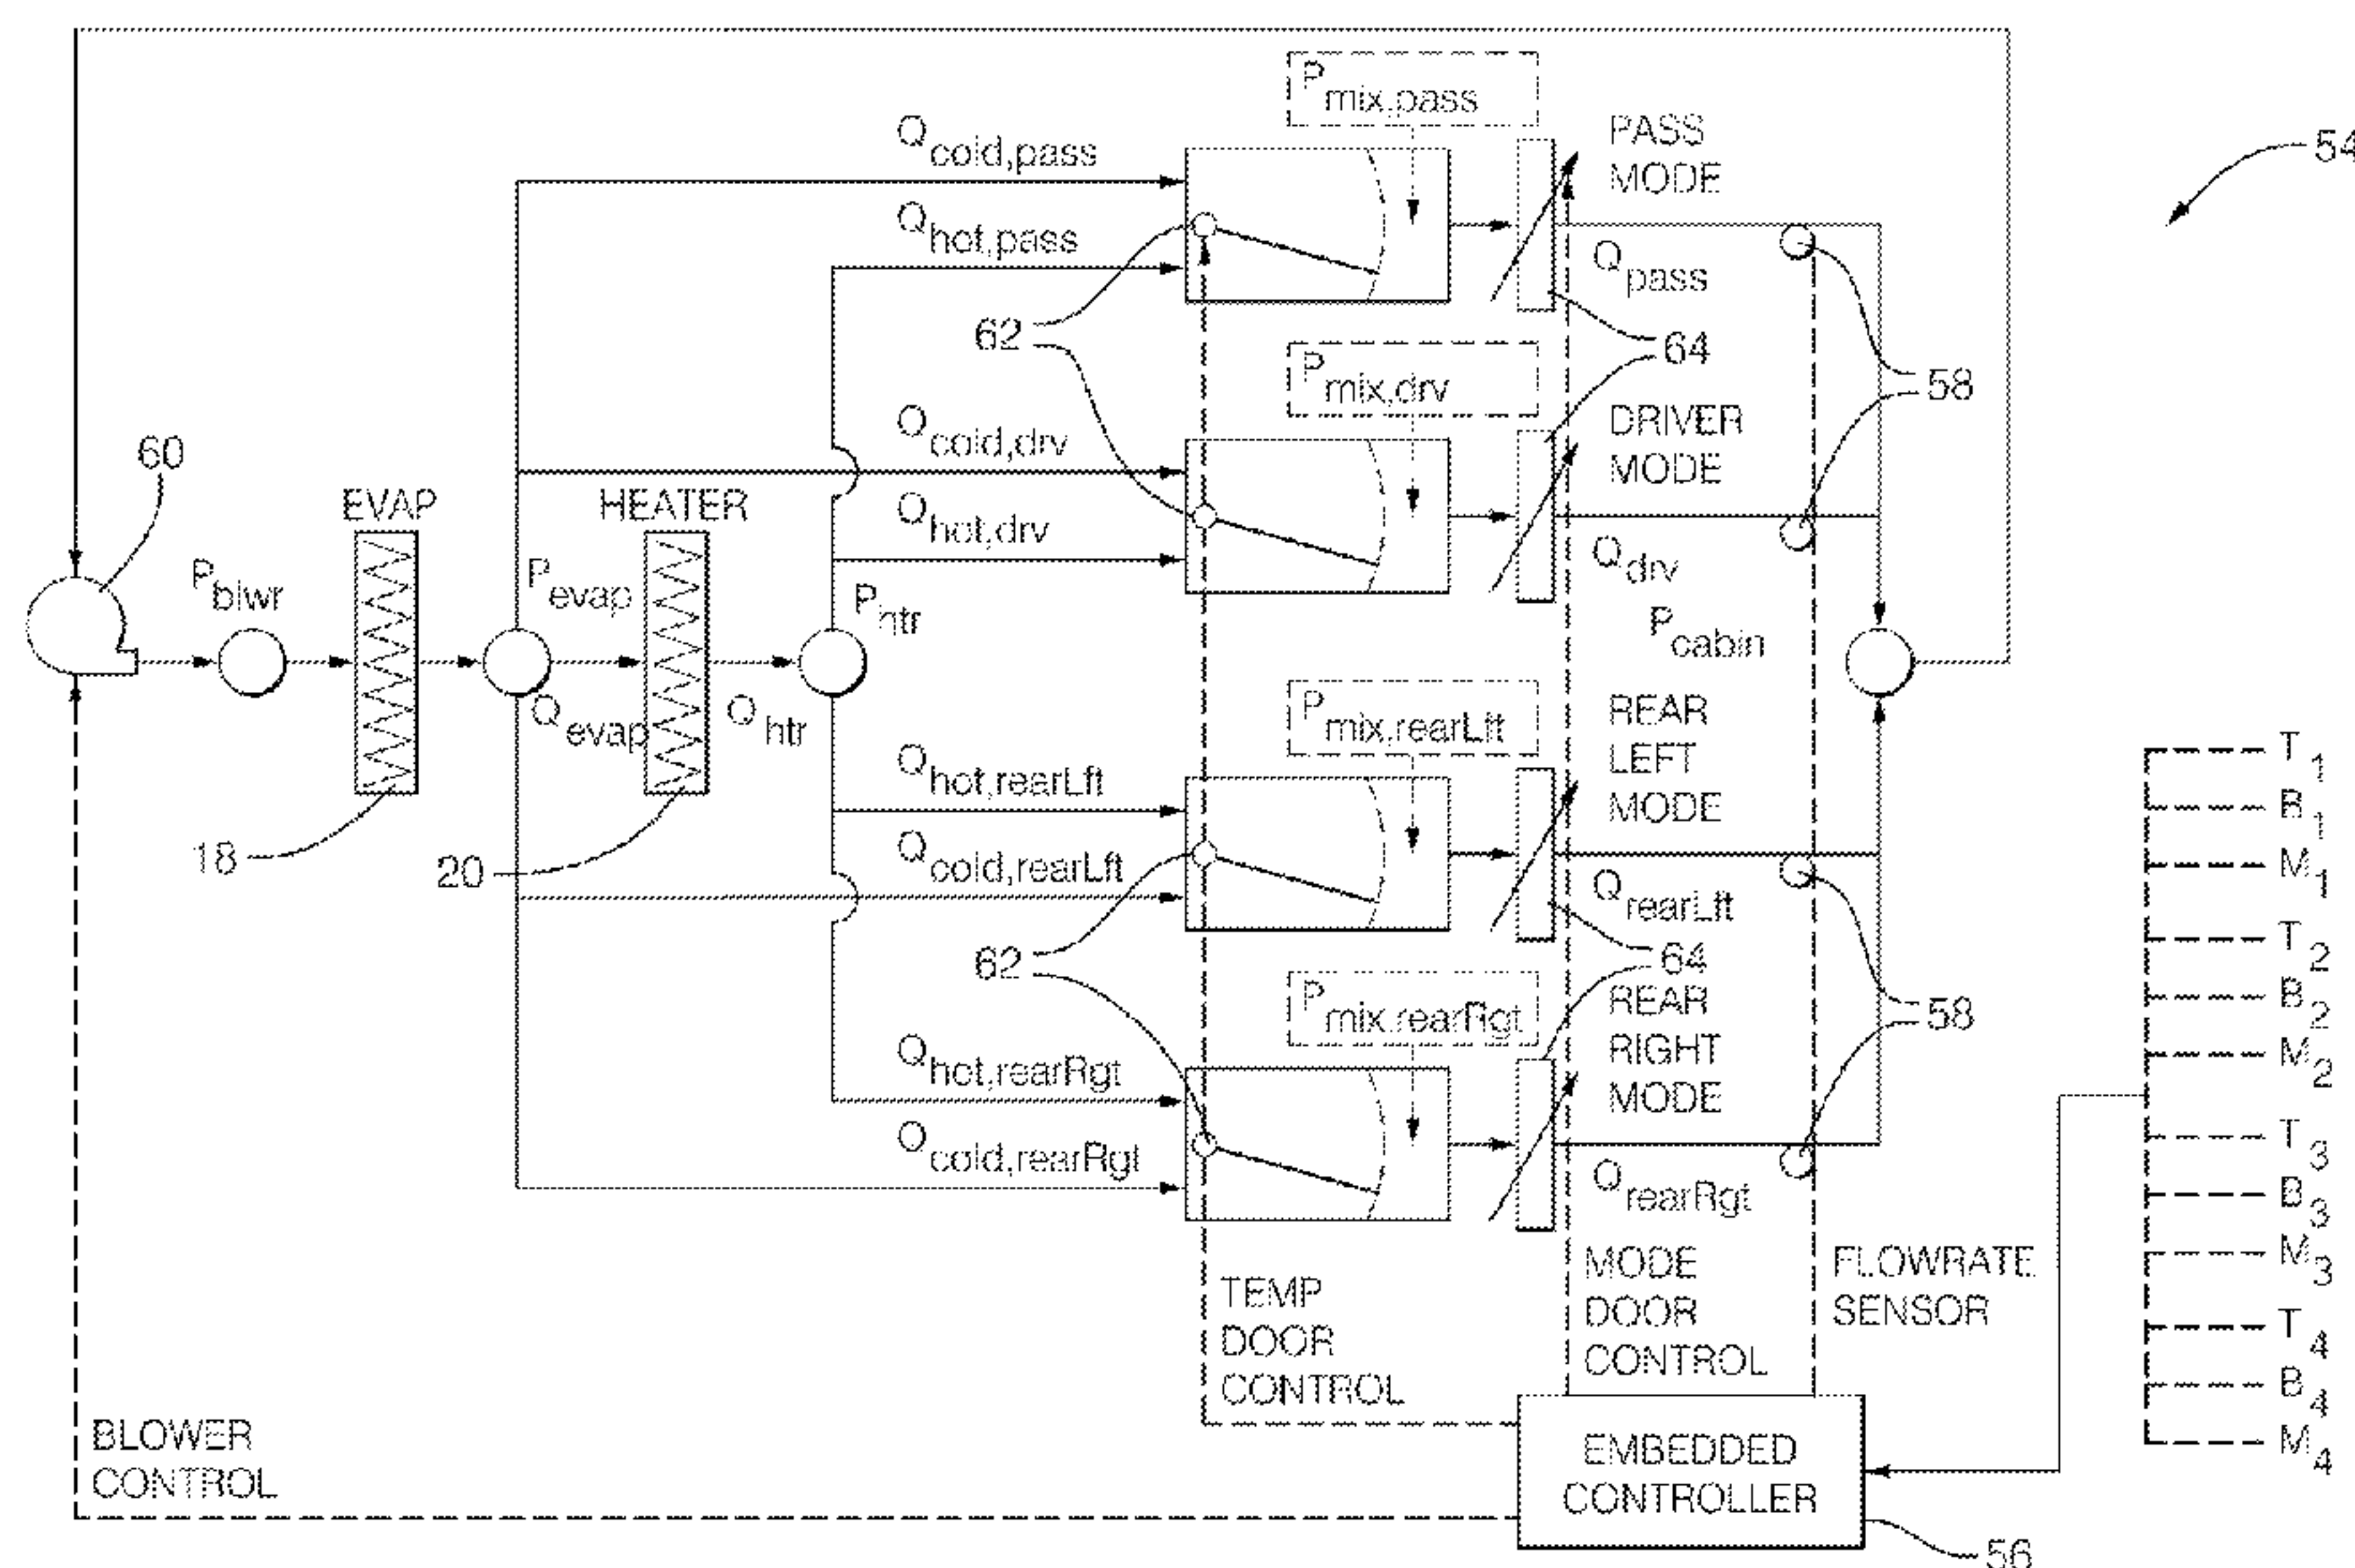 54
P mix,pass
Q cold,pass
PASS
MODE
Q hot,pass
Q pass
62
64
P mix,drv
58
Q cold,drv
DRIVER
MODE
60
EVAP
HEATER
Q hot,drv
Q drv
P blwr
P evap
P htr
P cabin
Q evap
Q htr
P mix,rearLft
REAR
LEFT
MODE
Q hot,rearLft
18
20
Q cold,rearLft
Q rearLft
62
64
P mix,rearRgt
REAR
RIGHT
MODE
58
Q hot,rearRgt
Q cold,rearRgt
Q rearRgt
T 1
B 1
M 1
T 2
B 2
M 2
T 3
B 3
M 3
T 4
B 4
M 4
TEMP
DOOR
CONTROL
MODE
DOOR
CONTROL
FLOWRATE
SENSOR
BLOWER
CONTROL
EMBEDDED
CONTROLLER
56